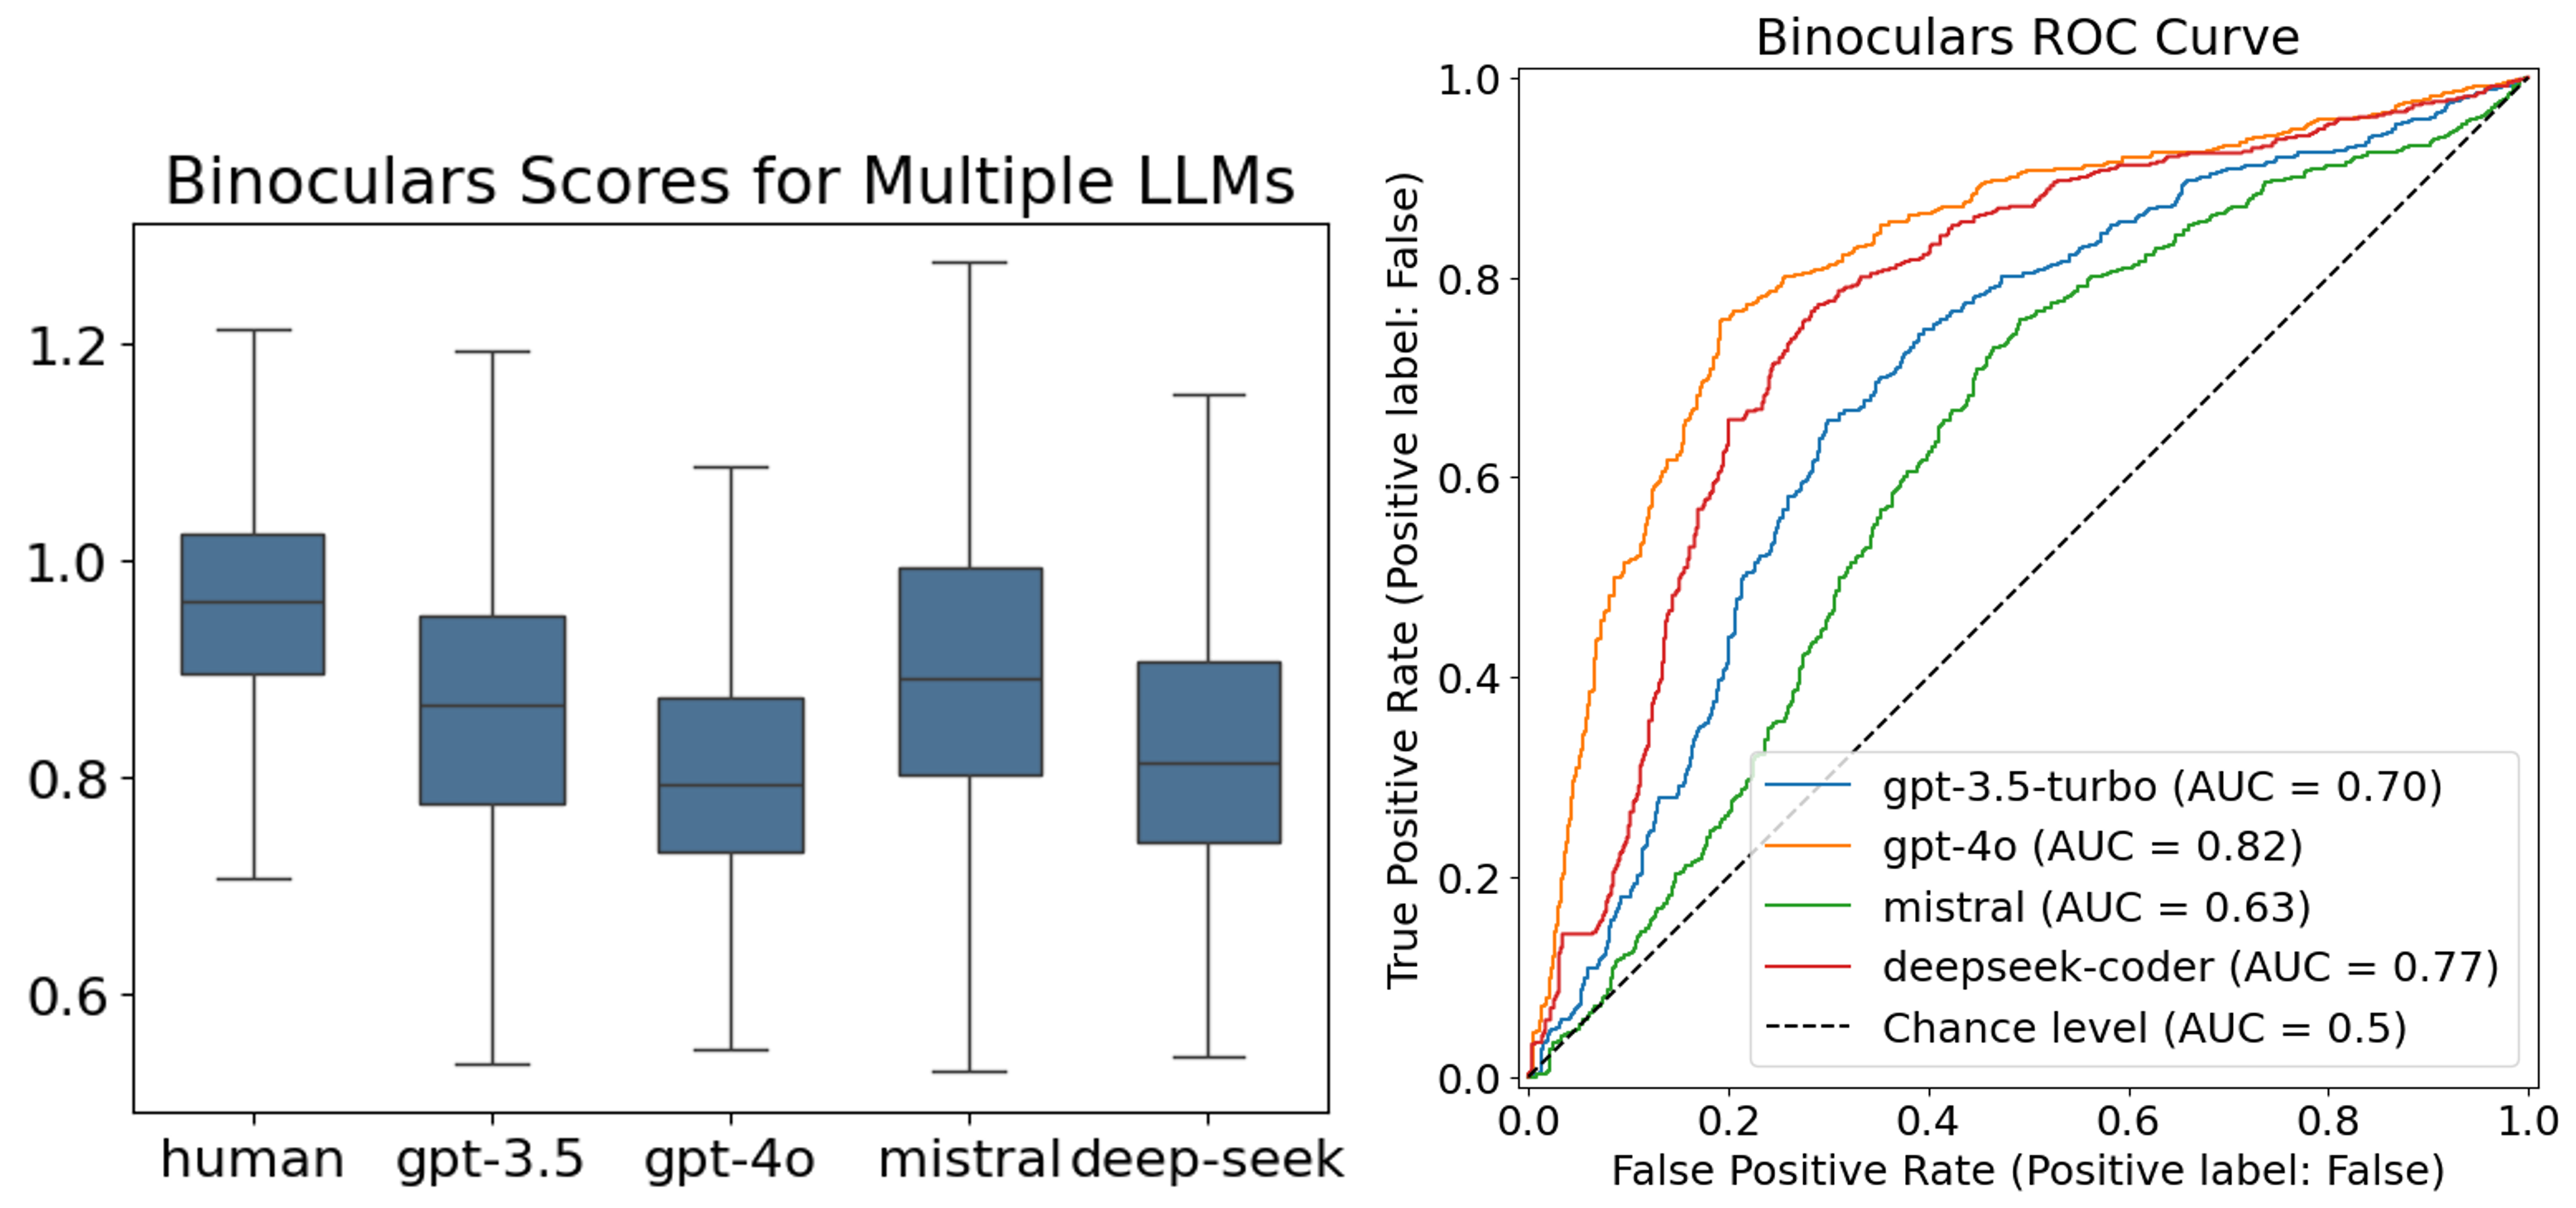 Binoculars Scores for Multiple LLMs
1.2
1.0
0.8
0.6
human gpt-3.5 gpt-4o mistral deep-seek
Binoculars ROC Curve
True Positive Rate (Positive label: False)
1.0
0.8
0.6
0.4
0.2
0.0
gpt-3.5-turbo (AUC = 0.70)
gpt-4o (AUC = 0.82)
mistral (AUC = 0.63)
deepseek-coder (AUC = 0.77)
Chance level (AUC = 0.5)
0.0 0.2 0.4 0.6 0.8 1.0
False Positive Rate (Positive label: False)